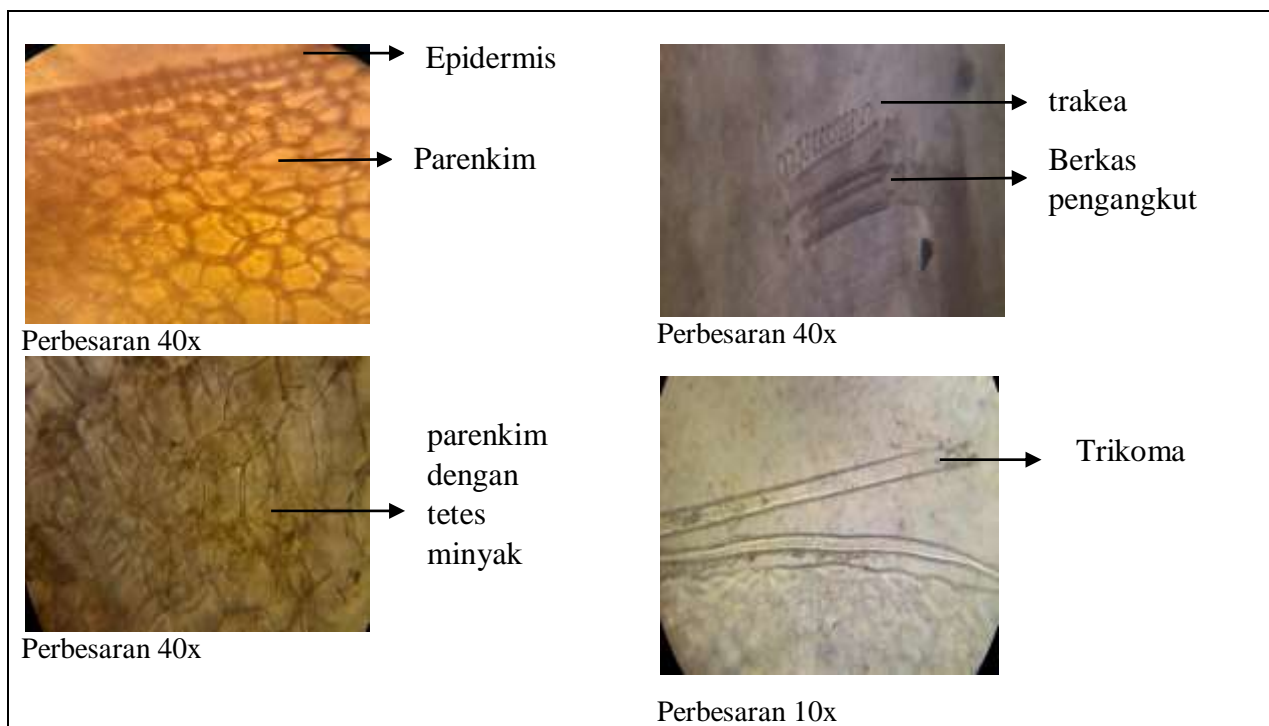 Epidermis
Parenkim
Perbesaran 40x
trakea
Berkas
pengangkut
Perbesaran 40x
parenkim
dengan
tetes
minyak
Perbesaran 40x
Trikoma
Perbesaran 10x